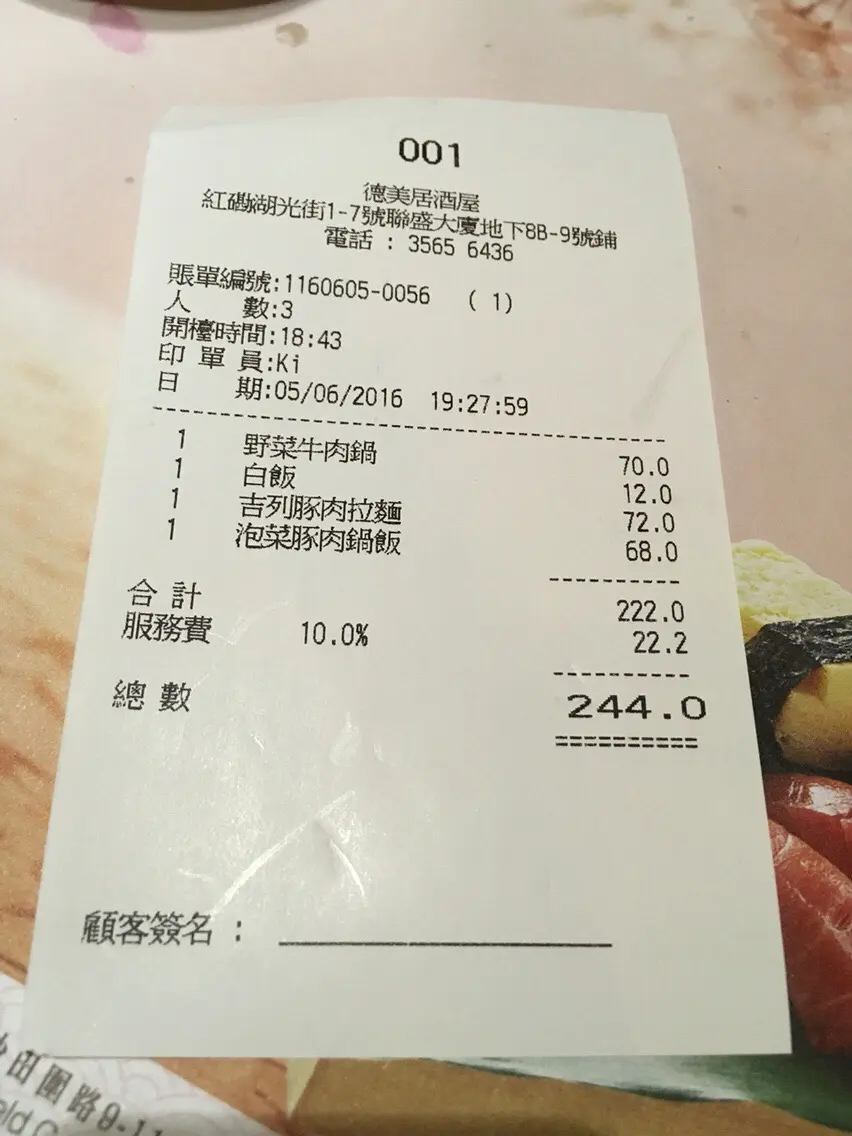 001
德美居酒屋
紅磡湖光街1-7號聯盛大廈地下8B-9號鋪
電話 : 3565 6436
賬單編號:1160605-0056 ( 1)
人 數:3
開檯時間:18:43
印 單 員:Ki
日 期:05/06/2016 19:27:59
1 野菜牛肉鍋 70.0
1 白飯 12.0
1 吉列豚肉拉麵 72.0
1 泡菜豚肉鍋飯 68.0
合 計 222.0
服務費 10.0% 22.2
總 數 244.0
顧客簽名 :
田圍路9-11